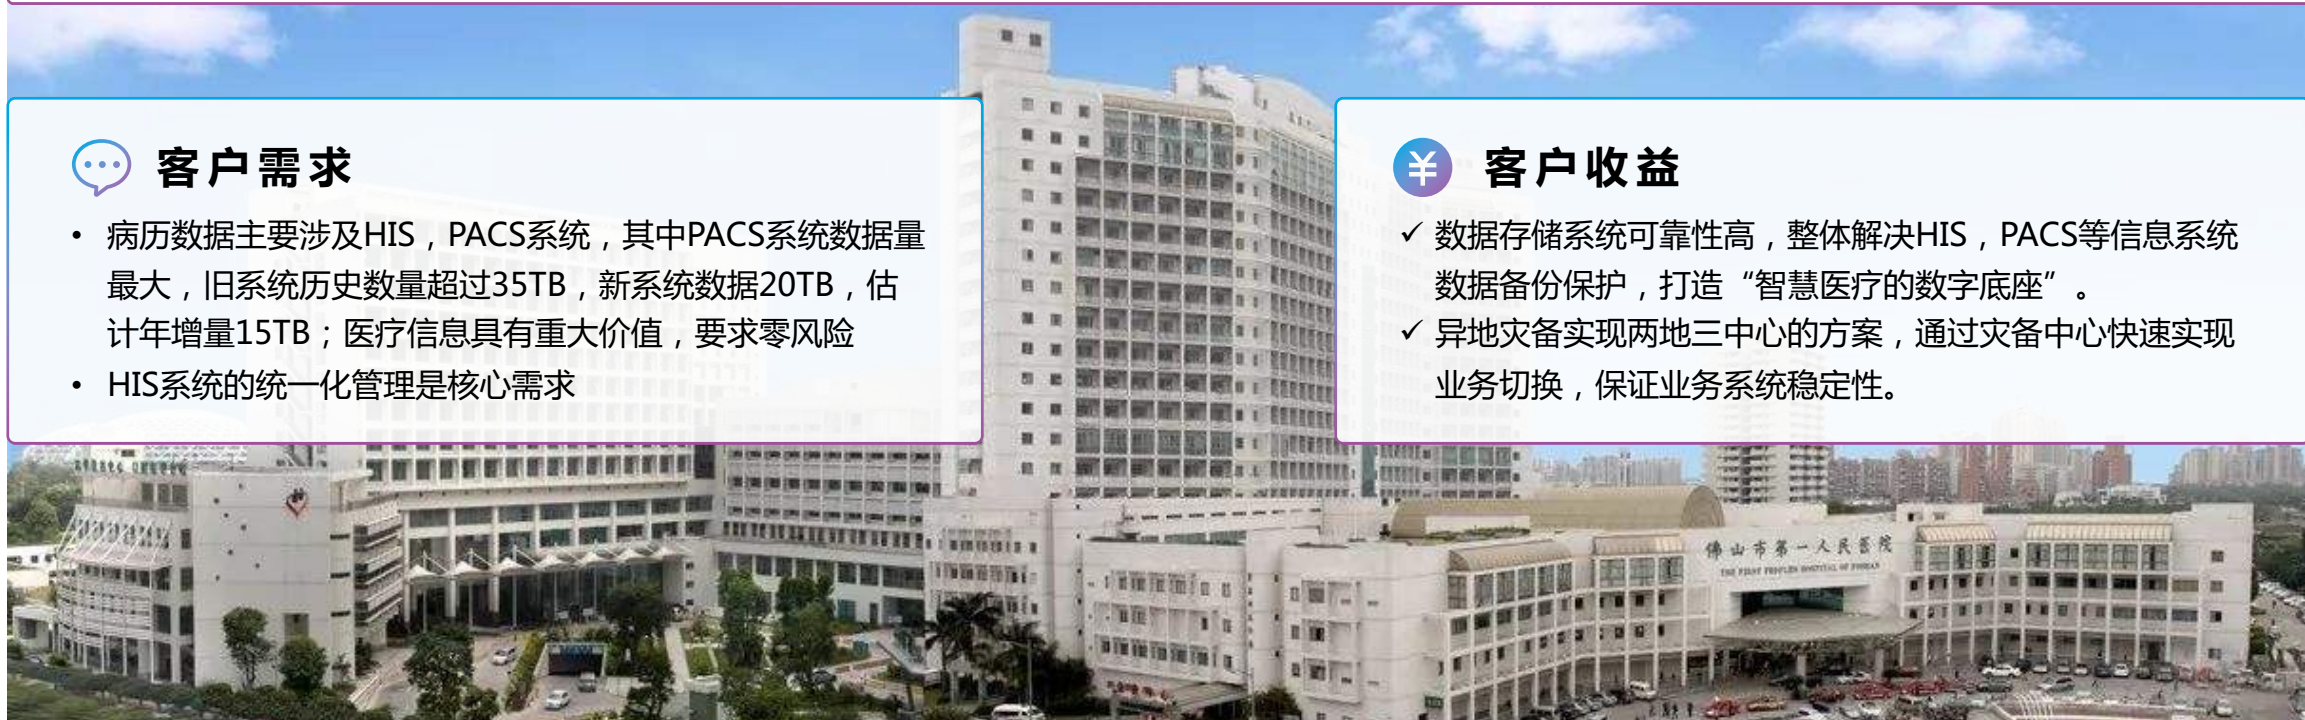 客户需求
• 病历数据主要涉及HIS，PACS系统，其中PACS系统数据量
最大，旧系统历史数量超过35TB，新系统数据20TB，估
计年增量15TB；医疗信息具有重大价值，要求零风险
• HIS系统的统一化管理是核心需求
客户收益
✓ 数据存储系统可靠性高，整体解决HIS，PACS等信息系统
数据备份保护，打造“智慧医疗的数字底座”。
✓ 异地灾备实现两地三中心的方案，通过灾备中心快速实现
业务切换，保证业务系统稳定性。
佛山市第一人民医院
THE FIRST PEOPLES HOSPITAL OF FOSHAN